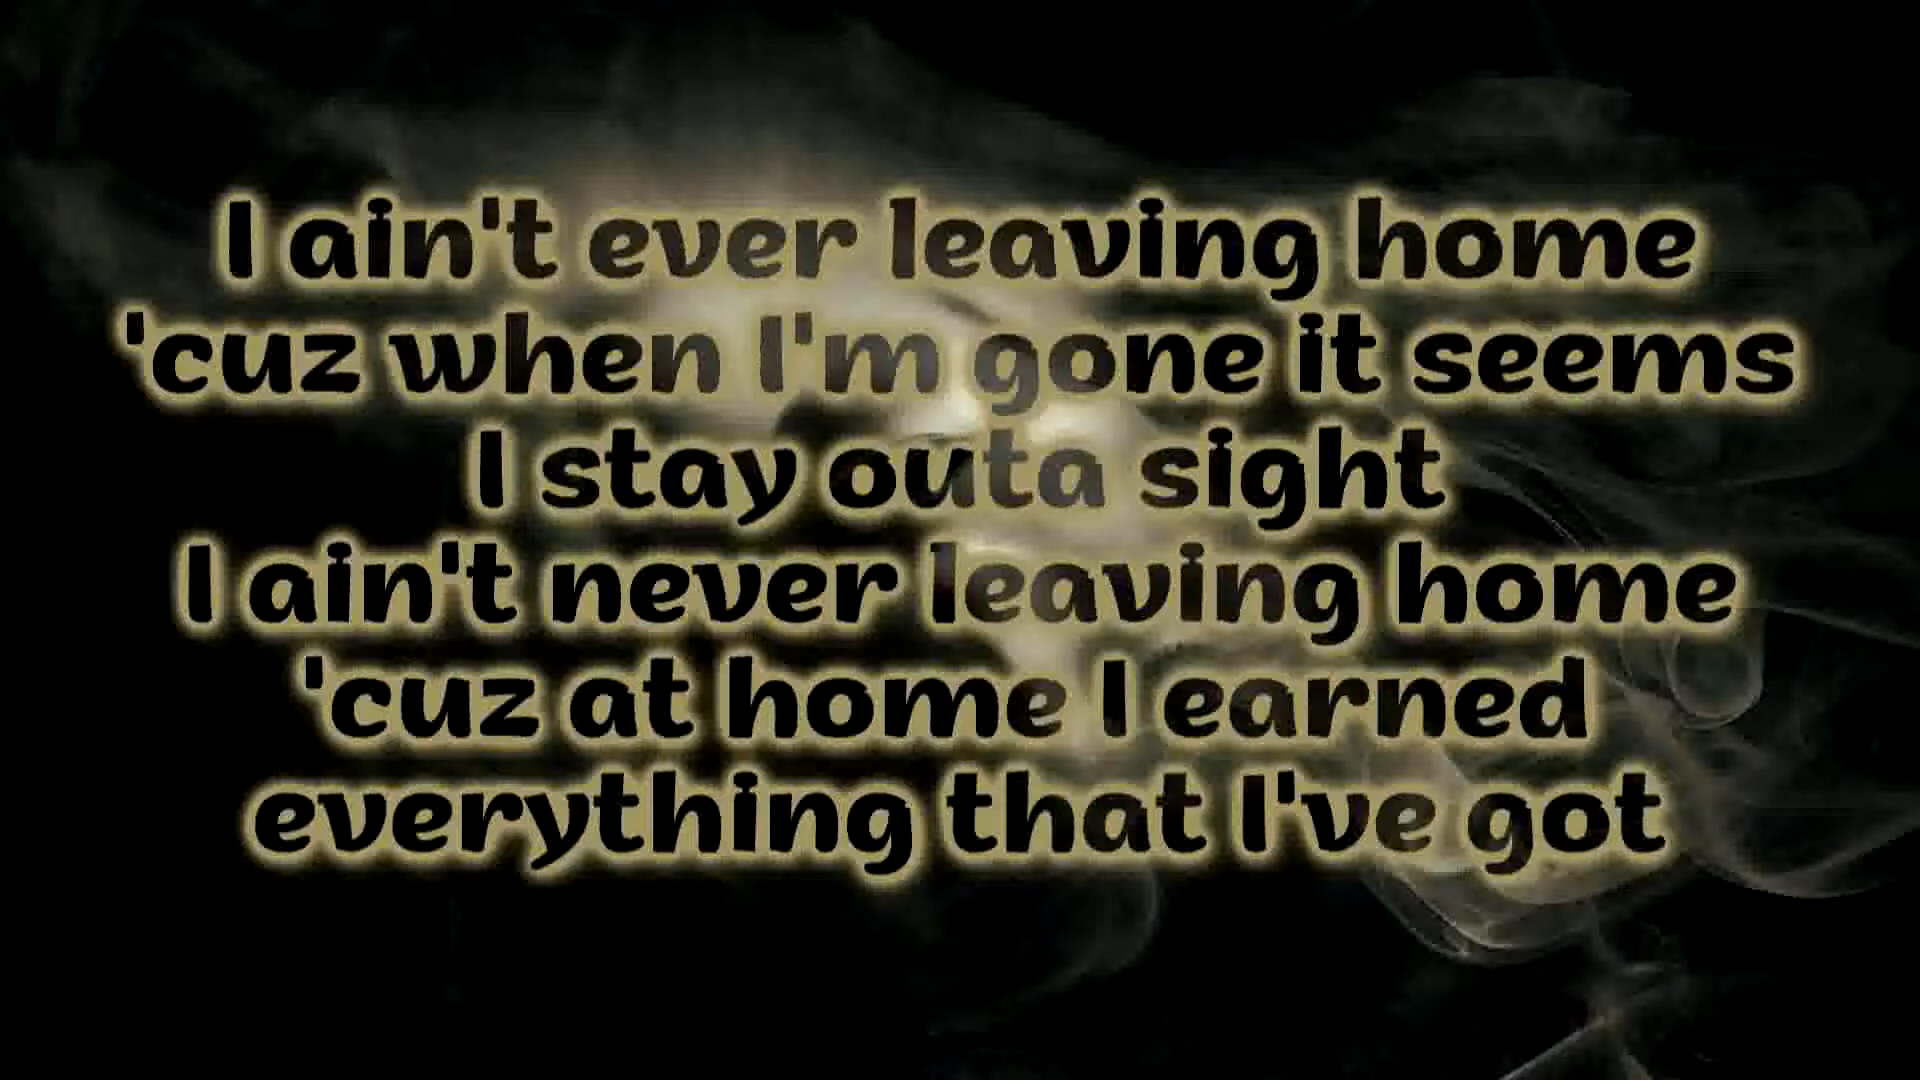 I ain't ever leaving home
'cuz when I'm gone it seems
I stay outa sight
I ain't never leaving home
'cuz at home I earned
everything that I've got